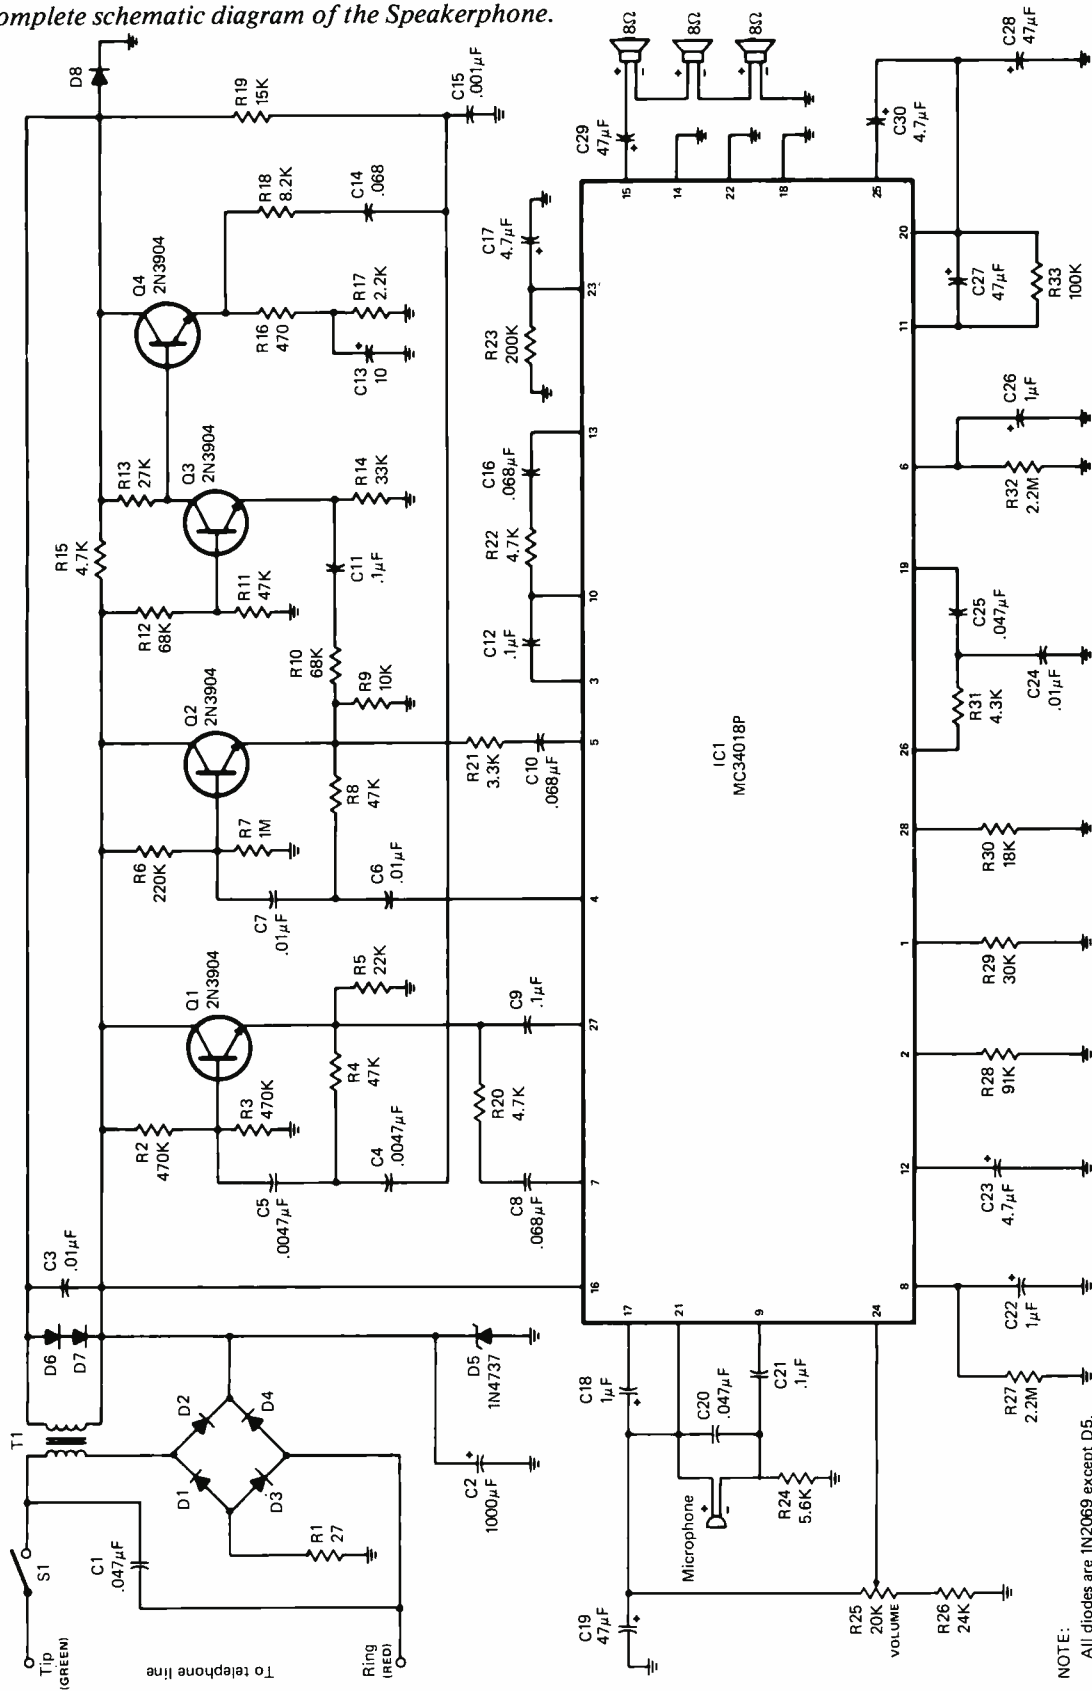 omplete schematic diagram of the Speakerphone.
Tip
(GREEN)
To telephone line
Ring
(RED)
S1
C1
.047µF
T1
D1
D2
D3
D4
R1
27
D6
D7
C3
.01µF
C2
1000µF
D5
1N4737
R2
470K
R3
470K
C5
.0047µF
Q1
2N3904
R4
47K
C4
.0047µF
R5
22K
R20
4.7K
C8
.068µF
C9
.1µF
R6
220K
R7
1M
C7
.01µF
Q2
2N3904
R8
47K
C6
.01µF
R9
10K
R10
68K
R21
3.3K
C10
.068µF
R12
68K
R11
47K
R15
4.7K
R13
27K
Q3
2N3904
R14
33K
C11
.1µF
Q4
2N3904
R16
470
C13
10
R17
2.2K
R18
8.2K
C14
.068
R19
15K
C15
.001µF
D8
C12
.1µF
R22
4.7K
C16
.068µF
R23
200K
C17
4.7µF
C29
47µF
8Ω
8Ω
8Ω
C30
4.7µF
C28
47µF
16
7
27
4
5
3
10
13
23
15
14
22
18
25
17
21
9
24
IC1
MC34018P
8
12
2
1
28
26
19
6
11
20
C18
1µF
C19
47µF
C20
.047µF
C21
.1µF
Microphone
R24
5.6K
R25
20K
VOLUME
R26
24K
R27
2.2M
C22
1µF
C23
4.7µF
R28
91K
R29
30K
R30
18K
R31
4.3K
C25
.047µF
C24
.01µF
R32
2.2M
C26
1µF
C27
47µF
R33
100K
NOTE:
All diodes are 1N2069 except D5.